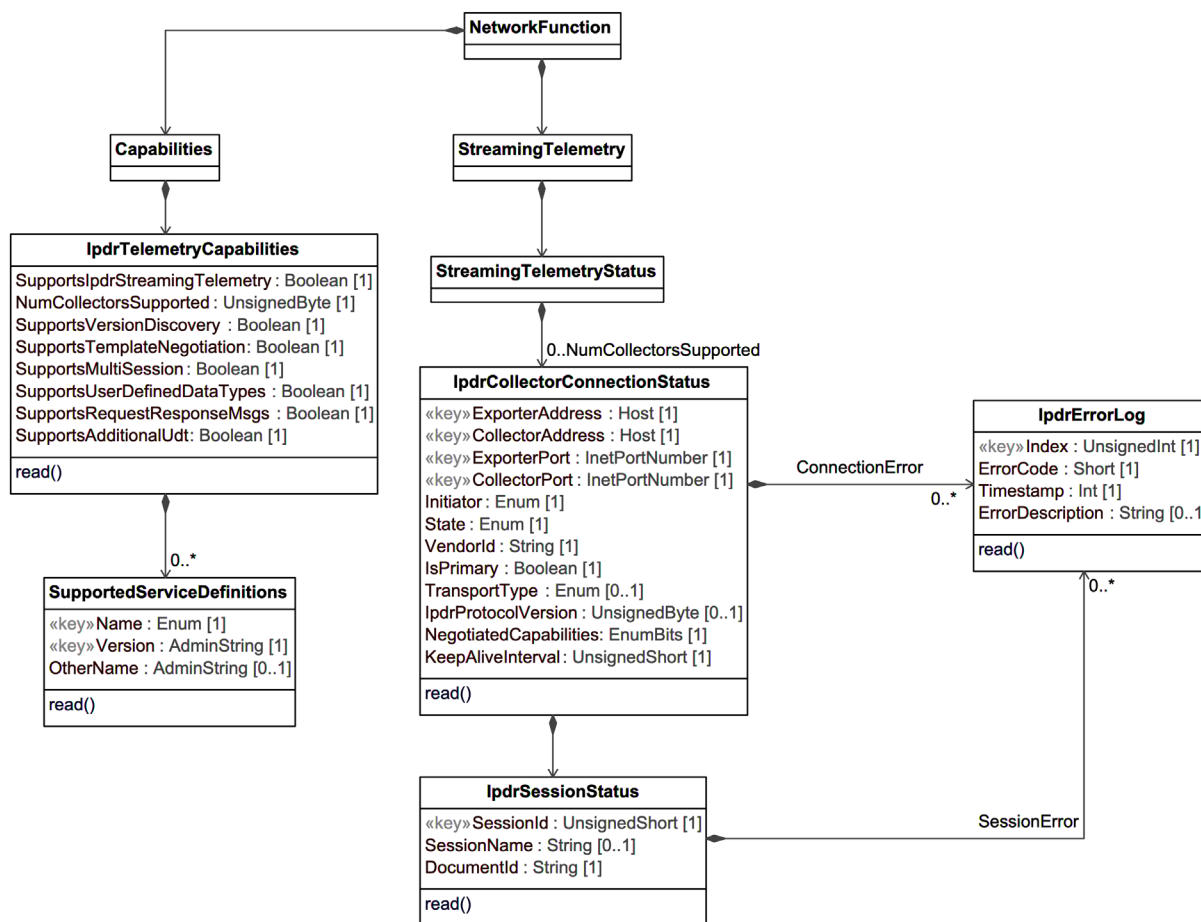 NetworkFunction
Capabilities
StreamingTelemetry
IpdrTelemetryCapabilities
SupportsIpdrStreamingTelemetry : Boolean [1]
NumCollectorsSupported : UnsignedByte [1]
SupportsVersionDiscovery : Boolean [1]
SupportsTemplateNegotiation: Boolean [1]
SupportsMultiSession : Boolean [1]
SupportsUserDefinedDataTypes : Boolean [1]
SupportsRequestResponseMsgs : Boolean [1]
SupportsAdditionalUdt: Boolean [1]
read()
0..*
SupportedServiceDefinitions
«key»Name : Enum [1]
«key»Version : AdminString [1]
OtherName : AdminString [0..1]
read()
StreamingTelemetryStatus
0..NumCollectorsSupported
IpdrCollectorConnectionStatus
«key»ExporterAddress : Host [1]
«key»CollectorAddress : Host [1]
«key»ExporterPort : InetPortNumber [1]
«key»CollectorPort : InetPortNumber [1]
Initiator : Enum [1]
State : Enum [1]
VendorId : String [1]
IsPrimary : Boolean [1]
TransportType : Enum [0..1]
IpdrProtocolVersion : UnsignedByte [0..1]
NegotiatedCapabilities: EnumBits [1]
KeepAliveInterval : UnsignedShort [1]
read()
ConnectionError
0..*
IpdrErrorLog
«key»Index : UnsignedInt [1]
ErrorCode : Short [1]
Timestamp : Int [1]
ErrorDescription : String [0..1
read()
0..*
SessionError
IpdrSessionStatus
«key»SessionId : UnsignedShort [1]
SessionName : String [0..1]
DocumentId : String [1]
read()